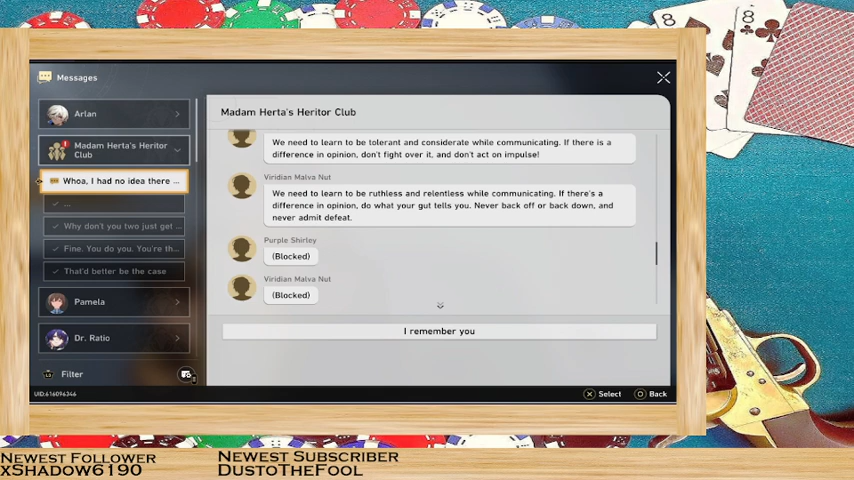 8
8
Messages
Arlan
Madam Herta's Heritor
Club
Whoa, I had no idea there ...
...
Why don't you two just get ...
Fine. You do you. You're th...
That'd better be the case
Pamela
Dr. Ratio
Filter
UID:616096346
Madam Herta's Heritor Club
We need to learn to be tolerant and considerate while communicating. If there is a
difference in opinion, don't fight over it, and don't act on impulse!
Viridian Malva Nut
We need to learn to be ruthless and relentless while communicating. If there's a
difference in opinion, do what your gut tells you. Never back off or back down, and
never admit defeat.
Purple Shirley
(Blocked)
Viridian Malva Nut
(Blocked)
I remember you
Select
Back
Newest Follower
xShadow6190
Newest Subscriber
DustoTheFool